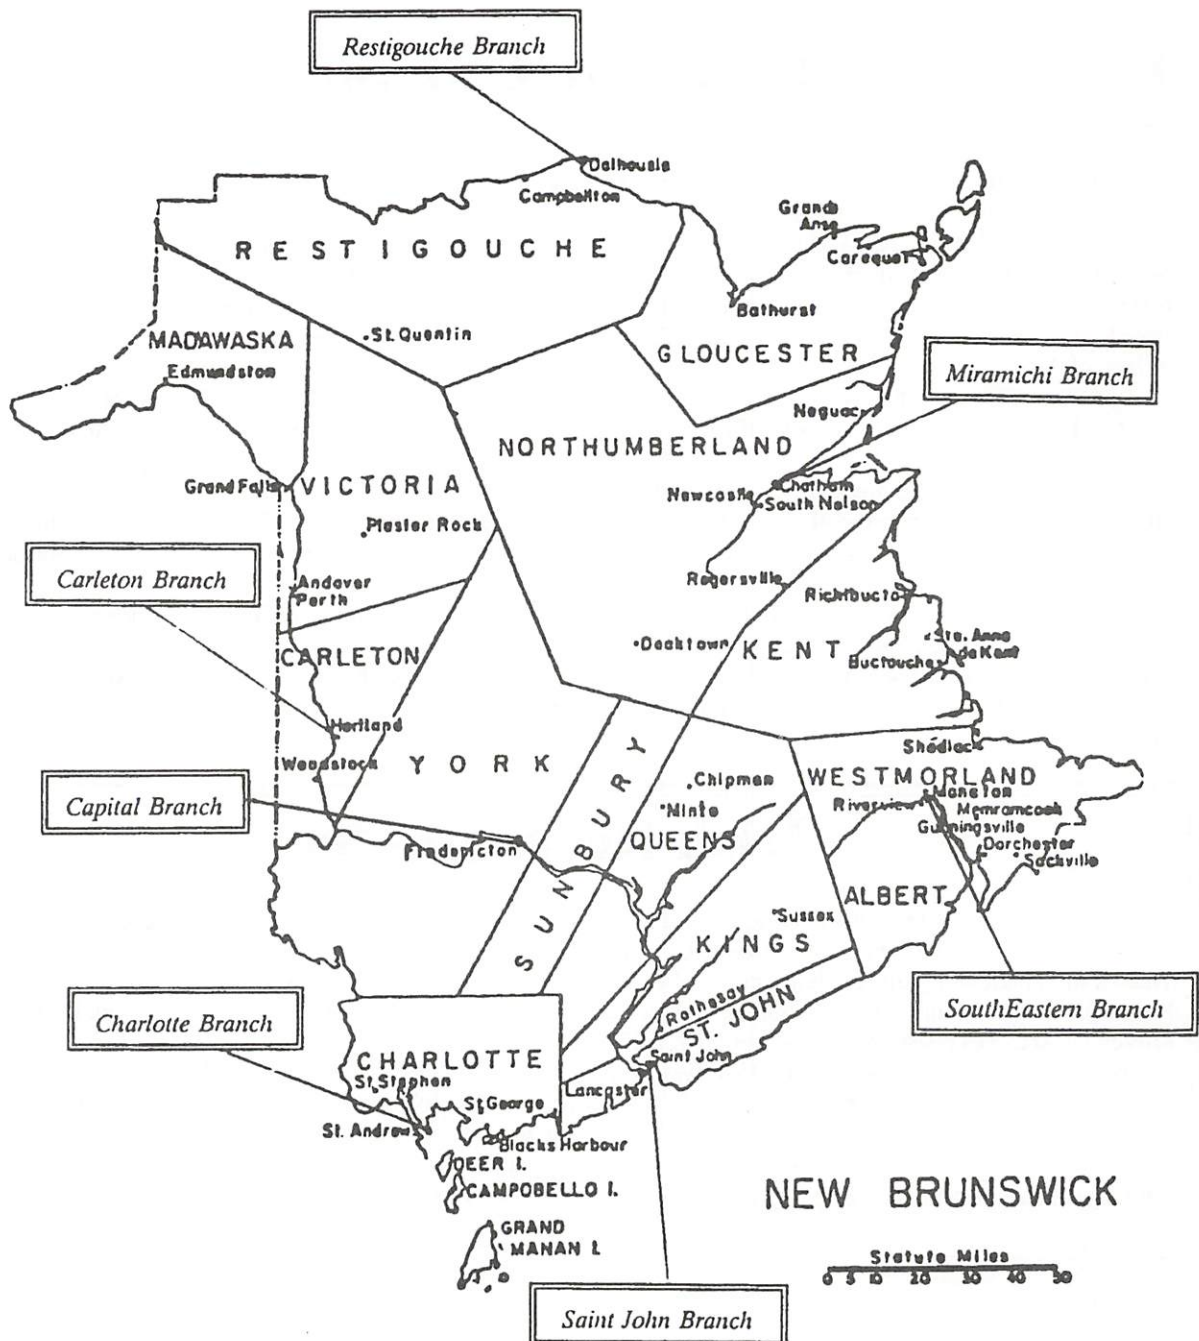 Restigouche Branch
Dalhousie
Campbellton
Grande
Anse
Caraquet
RESTIGOUCHE
Bathurst
St. Quentin
MADAWASKA
GLOUCESTER
Edmundston
Miramichi Branch
Neguac
NORTHUMBERLAND
Grand Falls
VICTORIA
Chatham
Newcastle
South Nelson
Plaster Rock
Carleton Branch
Andover
Perth
Rogersville
Richibucto
Doaktown
KENT
Ste. Anne
de Kent
Buctouche
CARLETON
Hartland
Shediac
Woodstock
YORK
Chipman
WESTMORLAND
Capital Branch
Minto
Moncton
Riverview
Memramcook
Gunningsville
Fredericton
SUNBURY
QUEENS
Dorchester
Sackville
ALBERT
Sussex
KINGS
SouthEastern Branch
Charlotte Branch
Rothesay
ST. JOHN
CHARLOTTE
Saint John
St. Stephen
Lancaster
St. George
St. Andrews
Blacks Harbour
DEER I.
CAMPOBELLO I.
NEW BRUNSWICK
GRAND
MANAN I.
Statute Miles
0 5 10 20 30 40 50
Saint John Branch